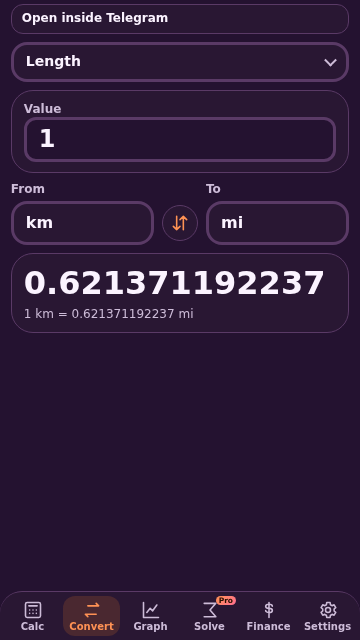 Open inside Telegram
Length
Value
1
From
To
km
mi
0.621371192237
1 km = 0.621371192237 mi
Pro
Calc
Convert
Graph
Solve
Finance
Settings